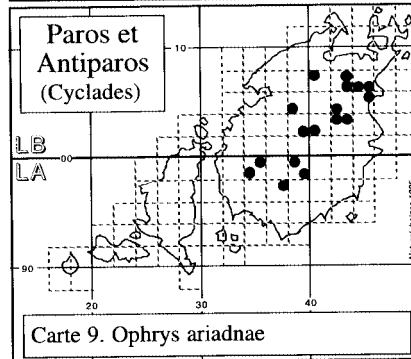 Paros et
Antiparos
(Cyclades)
10
LB
00
LA
90
20
30
40
Carte 9. Ophrys ariadnae